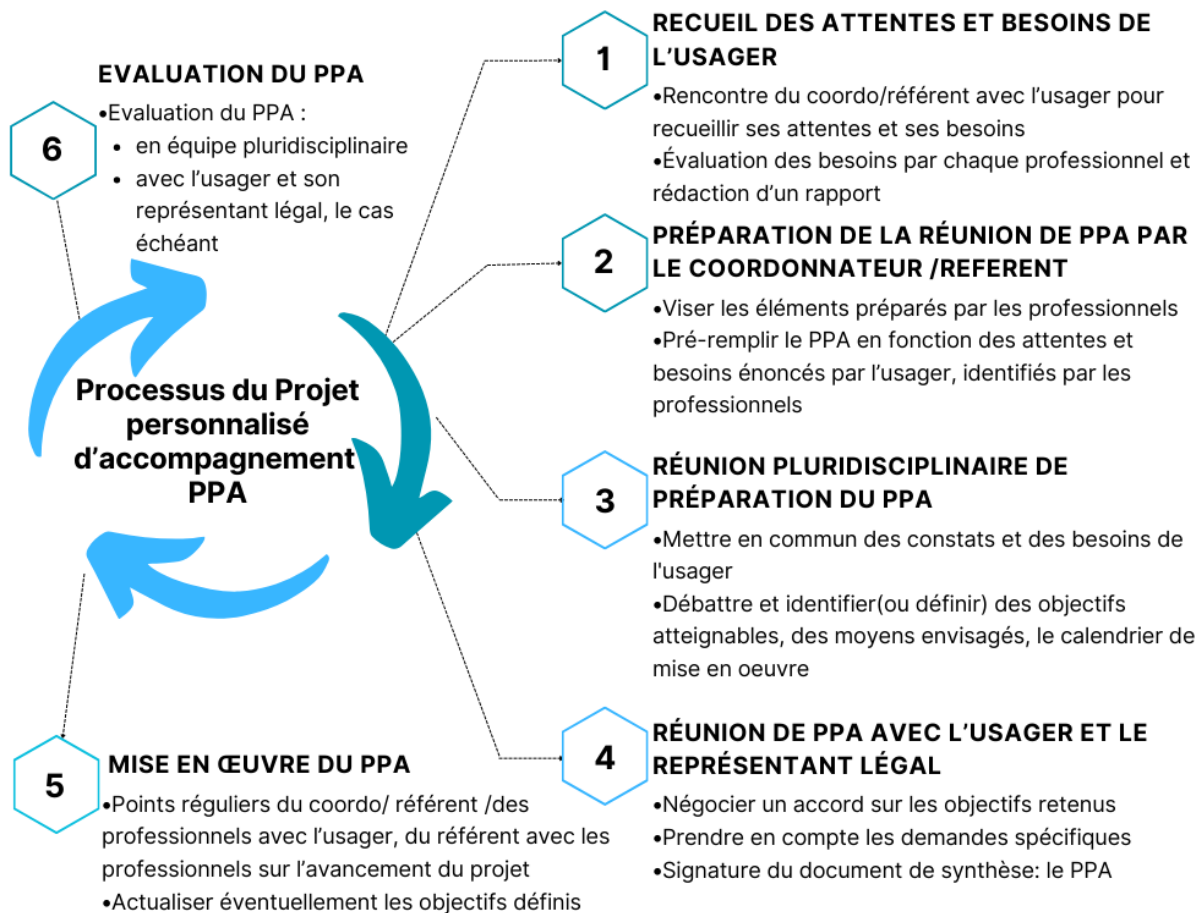 Processus du Projet
personnalisé
d’accompagnement
PPA
1
RECUEIL DES ATTENTES ET BESOINS DE
L’USAGER
•Rencontre du coordo/référent avec l’usager pour
recueillir ses attentes et ses besoins
•Évaluation des besoins par chaque professionnel et
rédaction d’un rapport
2
PRÉPARATION DE LA RÉUNION DE PPA PAR
LE COORDONNATEUR /REFERENT
•Viser les éléments préparés par les professionnels
•Pré-remplir le PPA en fonction des attentes et
besoins énoncés par l’usager, identifiés par les
professionnels
3
RÉUNION PLURIDISCIPLINAIRE DE
PRÉPARATION DU PPA
•Mettre en commun des constats et des besoins de
l'usager
•Débattre et identifier(ou définir) des objectifs
atteignables, des moyens envisagés, le calendrier de
mise en oeuvre
4
RÉUNION DE PPA AVEC L’USAGER ET LE
REPRÉSENTANT LÉGAL
•Négocier un accord sur les objectifs retenus
•Prendre en compte les demandes spécifiques
•Signature du document de synthèse: le PPA
5
MISE EN ŒUVRE DU PPA
•Points réguliers du coordo/ référent /des
professionnels avec l’usager, du référent avec les
professionnels sur l’avancement du projet
•Actualiser éventuellement les objectifs définis
6
EVALUATION DU PPA
•Evaluation du PPA :
• en équipe pluridisciplinaire
• avec l’usager et son
représentant légal, le cas
échéant